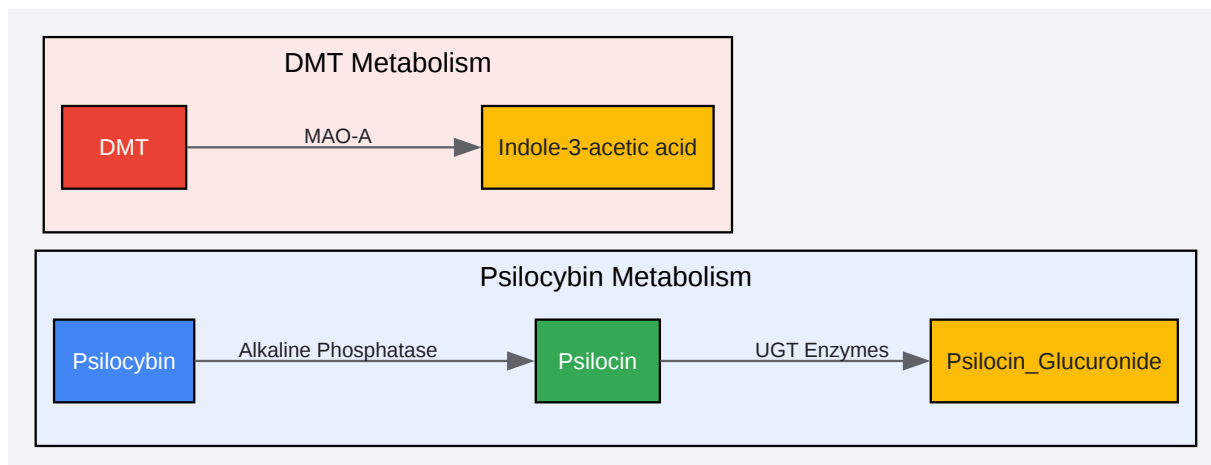 DMT Metabolism
DMT
MAO-A
Indole-3-acetic acid
Psilocybin Metabolism
Psilocybin
Alkaline Phosphatase
Psilocin
UGT Enzymes
Psilocin_Glucuronide